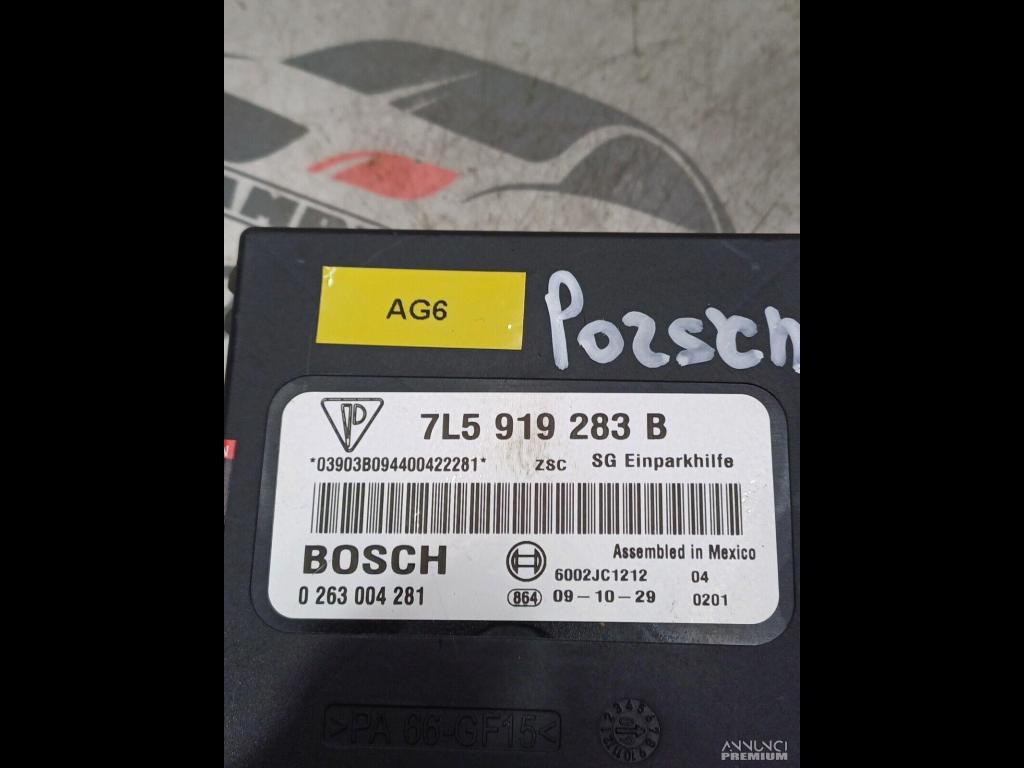 AG6
Porsch
7L5 919 283 B
*03903B094400422281* ZSC SG Einparkhilfe
BOSCH
Assembled in Mexico
6002JC1212 04
0 263 004 281
864 09-10-29 0201
>PA 66-GF15<
ANNUNCI
PREMIUM